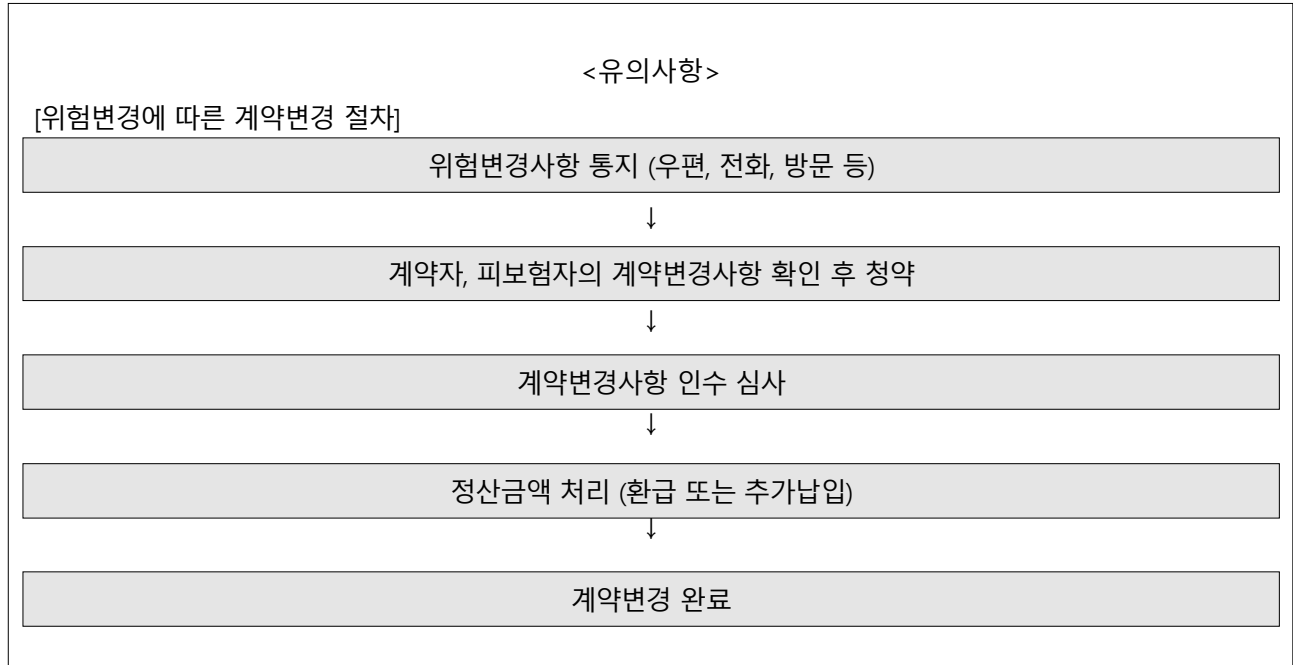 <유의사항>
[위험변경에 따른 계약변경 절차]
위험변경사항 통지 (우편, 전화, 방문 등)
↓
계약자, 피보험자의 계약변경사항 확인 후 청약
↓
계약변경사항 인수 심사
↓
정산금액 처리 (환급 또는 추가납입)
↓
계약변경 완료